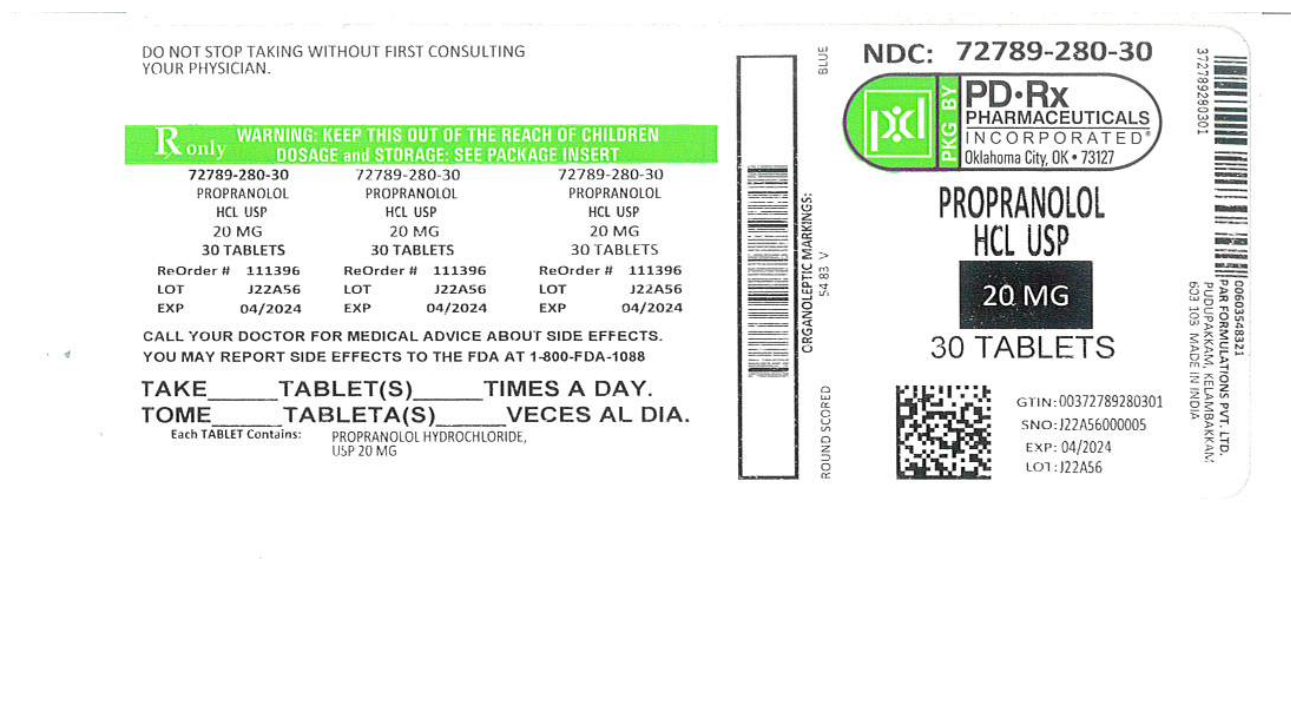 DO NOT STOP TAKING WITHOUT FIRST CONSULTING
YOUR PHYSICIAN.
Rx only
WARNING: KEEP THIS OUT OF THE REACH OF CHILDREN
DOSAGE and STORAGE: SEE PACKAGE INSERT
72789-280-30 72789-280-30 72789-280-30
PROPRANOLOL PROPRANOLOL PROPRANOLOL
HCL USP HCL USP HCL USP
20 MG 20 MG 20 MG
30 TABLETS 30 TABLETS 30 TABLETS
ReOrder # 111396 ReOrder # 111396 ReOrder # 111396
LOT J22A56 LOT J22A56 LOT J22A56
EXP 04/2024 EXP 04/2024 EXP 04/2024
CALL YOUR DOCTOR FOR MEDICAL ADVICE ABOUT SIDE EFFECTS.
YOU MAY REPORT SIDE EFFECTS TO THE FDA AT 1-800-FDA-1088
TAKE______TABLET(S)______TIMES A DAY.
TOME______TABLETA(S)______VECES AL DIA.
Each TABLET Contains: PROPRANOLOL HYDROCHLORIDE,
USP 20 MG
ORGANOLEPTIC MARKINGS:
ROUND SCORED 54 83 V BLUE
NDC: 72789-280-30
PKG BY
PD·Rx
PHARMACEUTICALS
INCORPORATED®
Oklahoma City, OK • 73127
PROPRANOLOL
HCL USP
20 MG
30 TABLETS
GTIN: 00372789280301
SNO: J22A56000005
EXP: 04/2024
LOT: J22A56
372789280301
00603548321
PAR FORMULATIONS PVT. LTD.
PUDUPAKKAM, KELAMBAKKAM
603 103 MADE IN INDIA